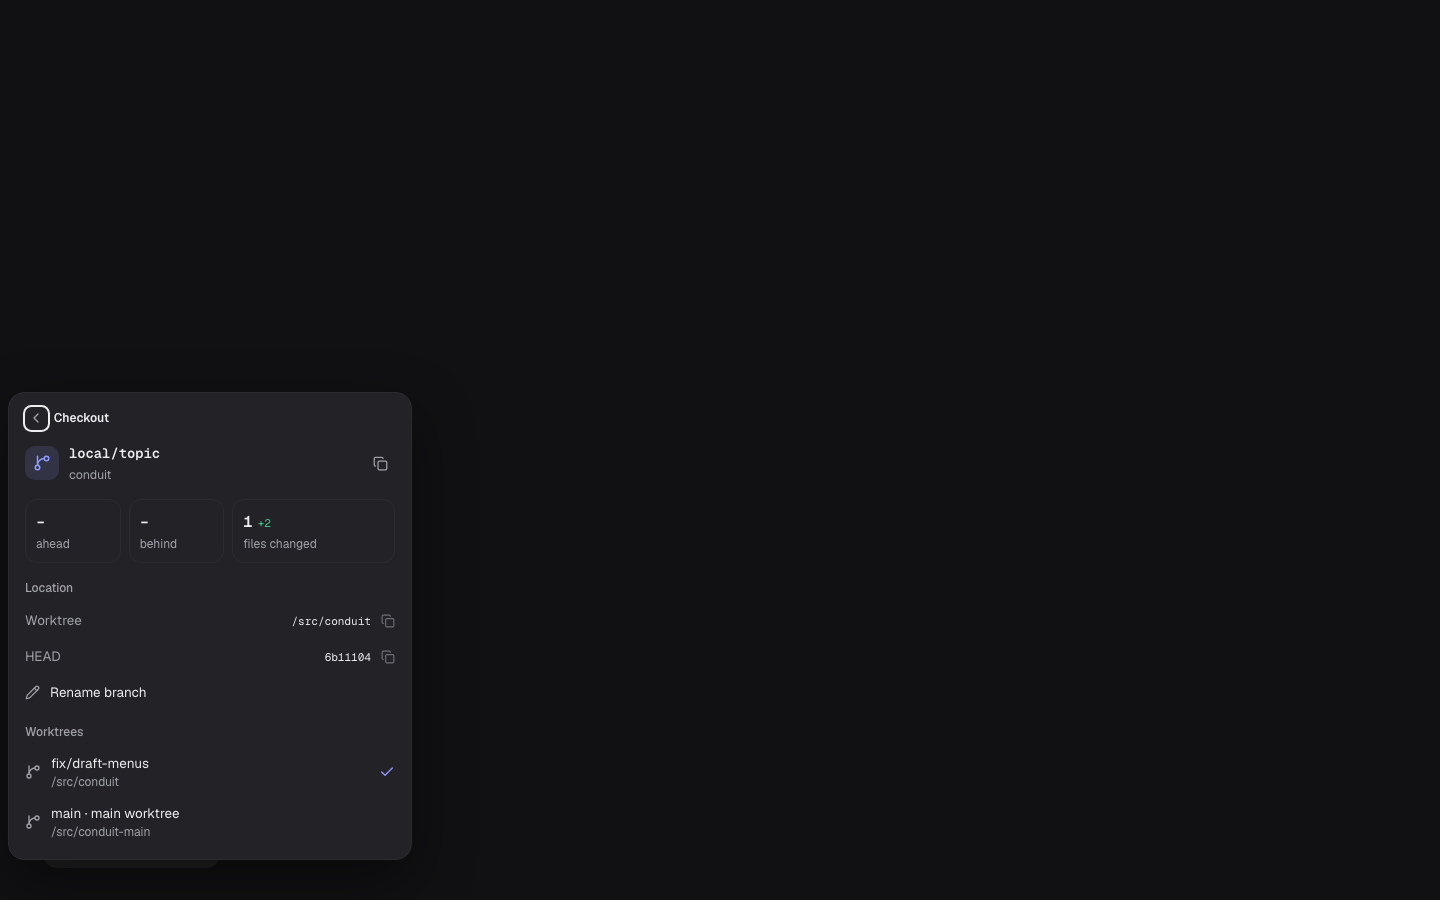 Checkout
local/topic
conduit
-
ahead
-
behind
1 +2
files changed
Location
Worktree
/src/conduit
HEAD
6b11104
Rename branch
Worktrees
fix/draft-menus
/src/conduit
main · main worktree
/src/conduit-main